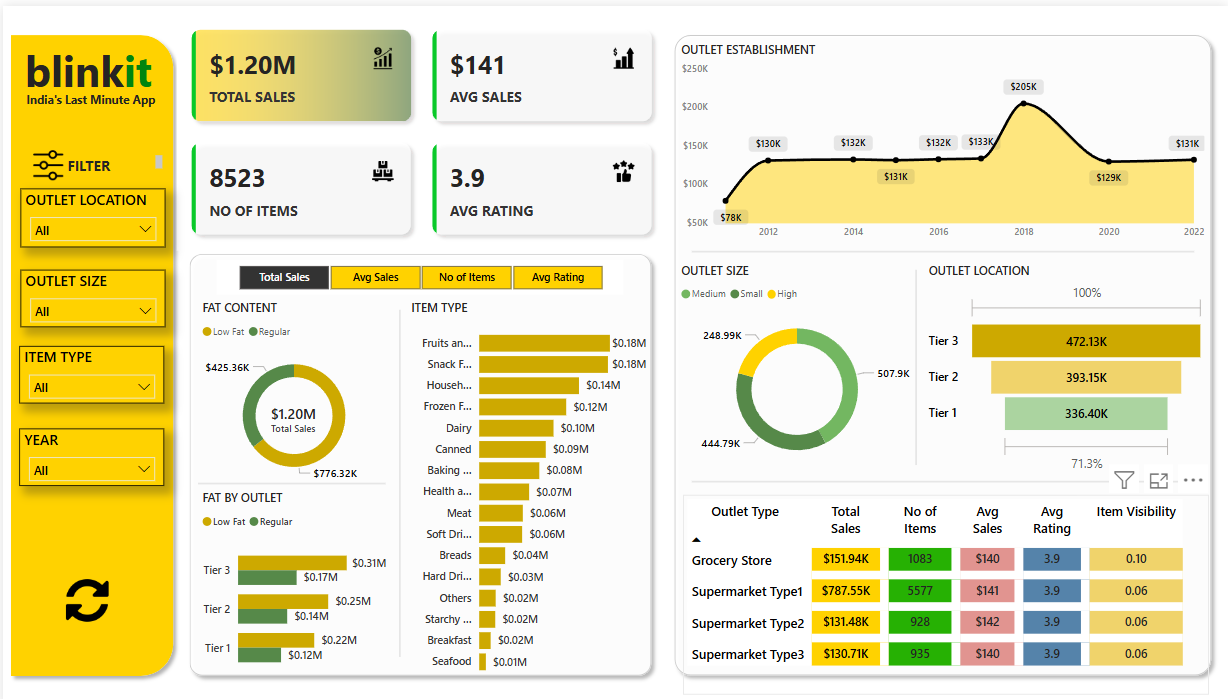 blinkit
India's Last Minute App
FILTER
OUTLET LOCATION
All
OUTLET SIZE
All
ITEM TYPE
All
YEAR
All
$1.20M
TOTAL SALES
$141
AVG SALES
8523
NO OF ITEMS
3.9
AVG RATING
Total Sales Avg Sales No of Items Avg Rating
FAT CONTENT
Low Fat Regular
$425.36K
$1.20M
Total Sales
$776.32K
FAT BY OUTLET
Low Fat Regular
Tier 3 $0.31M
$0.17M
Tier 2 $0.25M
$0.14M
Tier 1 $0.22M
$0.12M
ITEM TYPE
Fruits an... $0.18M
Snack F... $0.18M
Househ... $0.14M
Frozen F... $0.12M
Dairy $0.10M
Canned $0.09M
Baking ... $0.08M
Health a... $0.07M
Meat $0.06M
Soft Dri... $0.06M
Breads $0.04M
Hard Dri... $0.03M
Others $0.02M
Starchy ... $0.02M
Breakfast $0.02M
Seafood $0.01M
OUTLET ESTABLISHMENT
$250K
$200K
$150K
$100K
$50K
$78K
$130K
$132K
$131K
$132K
$133K
$205K
$129K
$131K
2012 2014 2016 2018 2020 2022
OUTLET SIZE
Medium Small High
248.99K
507.9K
444.79K
OUTLET LOCATION
100%
Tier 3 472.13K
Tier 2 393.15K
Tier 1 336.40K
71.3%
Outlet Type Total Sales No of Items Avg Sales Avg Rating Item Visibility
Grocery Store $151.94K 1083 $140 3.9 0.10
Supermarket Type1 $787.55K 5577 $141 3.9 0.06
Supermarket Type2 $131.48K 928 $142 3.9 0.06
Supermarket Type3 $130.71K 935 $140 3.9 0.06